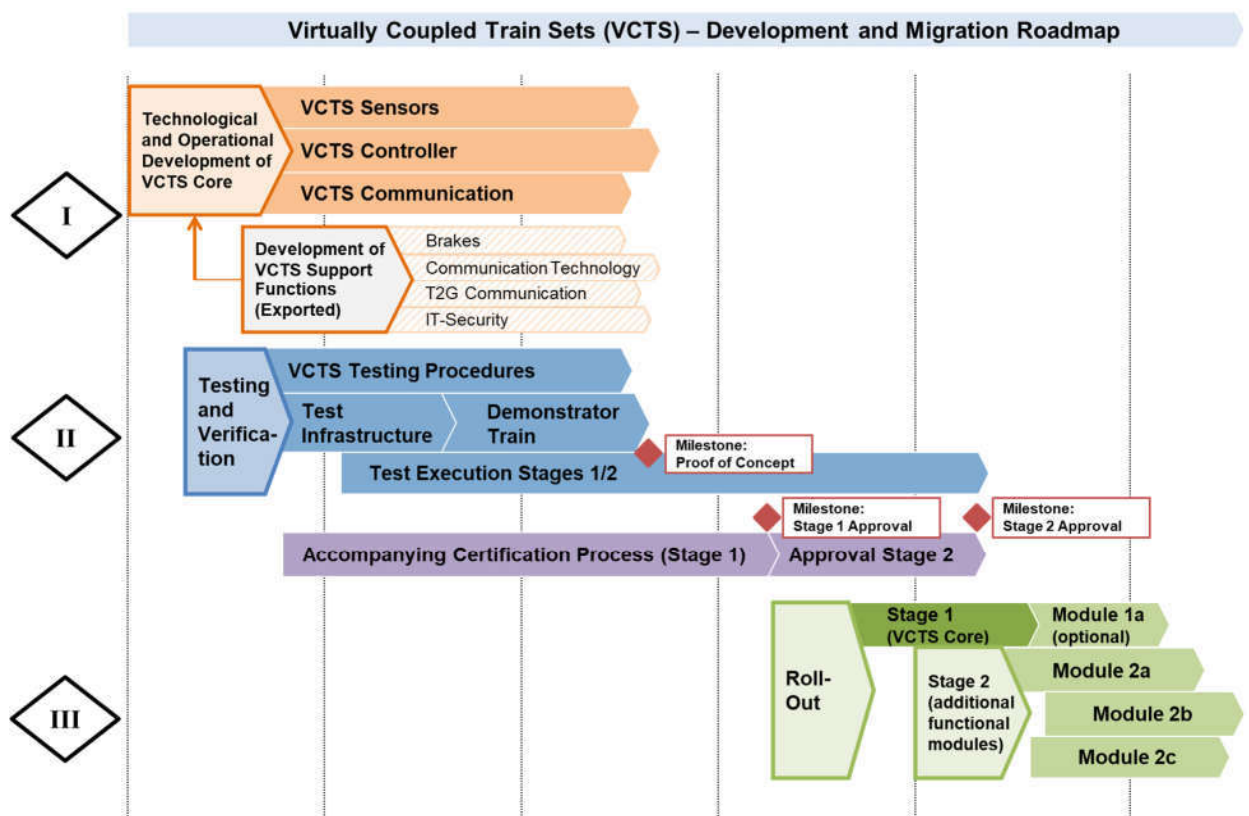 Virtually Coupled Train Sets (VCTS) – Development and Migration Roadmap
I
Technological
and Operational
Development of
VCTS Core
VCTS Sensors
VCTS Controller
VCTS Communication
Development of
VCTS Support
Functions
(Exported)
Brakes
Communication Technology
T2G Communication
IT-Security
II
Testing
and
Verifica-
tion
VCTS Testing Procedures
Test
Infrastructure
Demonstrator
Train
Milestone:
Proof of Concept
Test Execution Stages 1/2
Milestone:
Stage 1 Approval
Milestone:
Stage 2 Approval
Accompanying Certification Process (Stage 1)
Approval Stage 2
III
Roll-
Out
Stage 1
(VCTS Core)
Module 1a
(optional)
Stage 2
(additional
functional
modules)
Module 2a
Module 2b
Module 2c